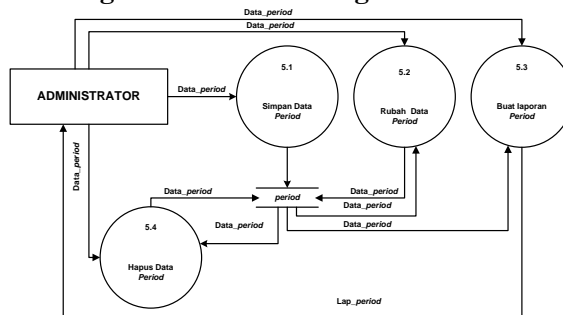 Data_period
Data_period
5.1
5.2
5.3
ADMINISTRATOR
Data_period
Simpan Data
Period
Rubah Data
Period
Buat laporan
Period
Data_period
Data_period
Data_period
period
Data_period
Data_period
Data_period
Data_period
5.4
Hapus Data
Period
Lap_period